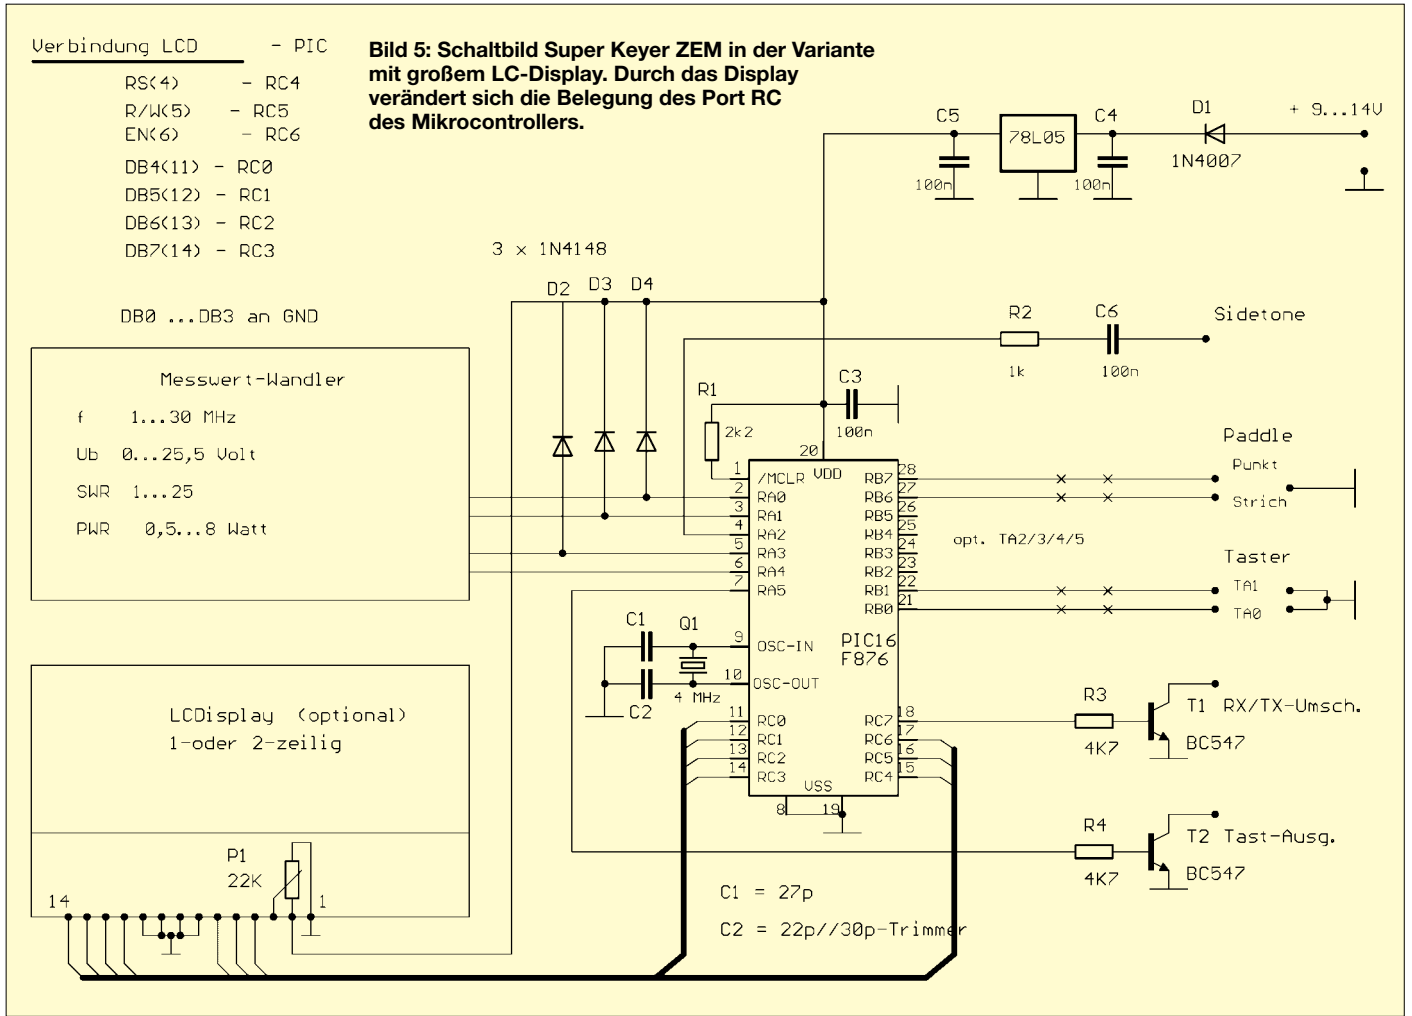 Verbindung LCD - PIC
RS(4) - RC4
R/W(5) - RC5
EN(6) - RC6
DB4(11) - RC0
DB5(12) - RC1
DB6(13) - RC2
DB7(14) - RC3
DB0 ...DB3 an GND
Bild 5: Schaltbild Super Keyer ZEM in der Variante
mit großem LC-Display. Durch das Display
verändert sich die Belegung des Port RC
des Mikrocontrollers.
C5
100n
78L05
C4
100n
D1
1N4007
+ 9...14V
3 x 1N4148
D2
D3
D4
R2
1k
C6
100n
Sidetone
Messwert-Wandler
f 1...30 MHz
Ub 0...25,5 Volt
SWR 1...25
PWR 0,5...8 Watt
R1
2k2
C3
100n
20
VDD
1 /MCLR
2 RA0
3 RA1
4 RA2
5 RA3
6 RA4
7 RA5
9 OSC-IN
10 OSC-OUT
11 RC0
12 RC1
13 RC2
14 RC3
RB7 28
RB6 27
RB5 26
RB4 25
RB3 24
RB2 23
RB1 22
RB0 21
PIC16
F876
RC7 18
RC6 17
RC5 16
RC4 15
VSS
8 19
opt. TA2/3/4/5
Paddle
Punkt
Strich
Taster
TA1
TA0
C1
C2
Q1
4 MHz
R3
4K7
T1 RX/TX-Umsch.
BC547
R4
4K7
T2 Tast-Ausg.
BC547
LCDisplay (optional)
1-oder 2-zeilig
P1
22K
14 1
C1 = 27p
C2 = 22p//30p-Trimmer